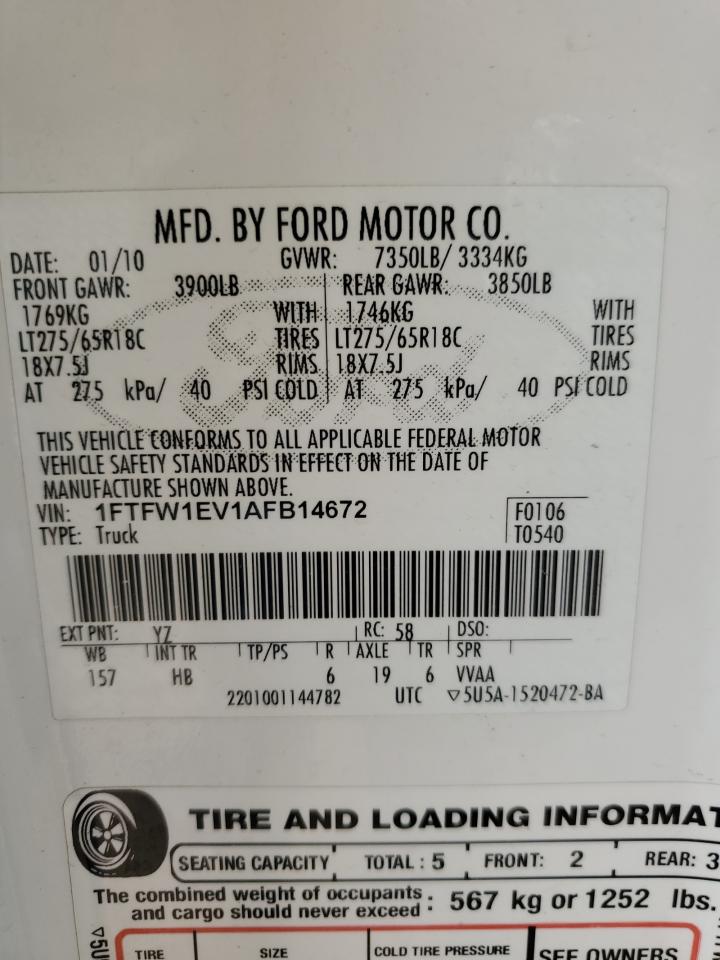 MFD. BY FORD MOTOR CO.
DATE: 01/10 GVWR: 7350LB/ 3334KG
FRONT GAWR: 3900LB REAR GAWR: 3850LB
1769KG WITH 1746KG WITH
LT275/65R18C TIRES LT275/65R18C TIRES
18X7.5J RIMS 18X7.5J RIMS
AT 275 kPa/ 40 PSI COLD AT 275 kPa/ 40 PSI COLD
THIS VEHICLE CONFORMS TO ALL APPLICABLE FEDERAL MOTOR
VEHICLE SAFETY STANDARDS IN EFFECT ON THE DATE OF
MANUFACTURE SHOWN ABOVE.
VIN: 1FTFW1EV1AFB14672 F0106
TYPE: Truck T0540
EXT PNT: YZ RC: 58 DSO:
WB INT TR TP/PS R AXLE TR SPR
157 HB 6 19 6 VVAA
2201001144782 UTC ▽5U5A-1520472-BA
TIRE AND LOADING INFORMAT
SEATING CAPACITY TOTAL : 5 FRONT: 2 REAR: 3
The combined weight of occupants
and cargo should never exceed : 567 kg or 1252 lbs.
TIRE SIZE COLD TIRE PRESSURE SEE OWNERS
▽5U